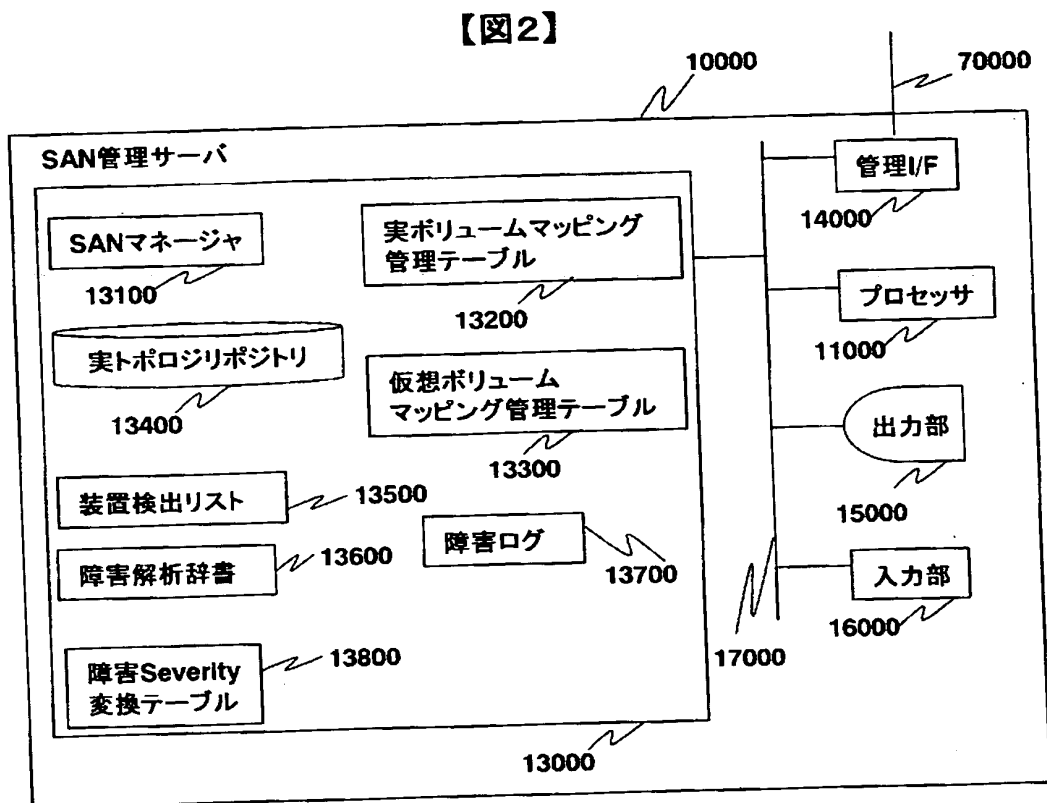 【図2】
10000
70000
SAN管理サーバ
管理I/F
14000
SANマネージャ
13100
実ボリュームマッピング
管理テーブル
13200
プロセッサ
11000
実トポロジリポジトリ
13400
仮想ボリューム
マッピング管理テーブル
13300
出力部
15000
装置検出リスト
13500
障害ログ
13700
障害解析辞書
13600
入力部
16000
17000
障害Severity
変換テーブル
13800
13000